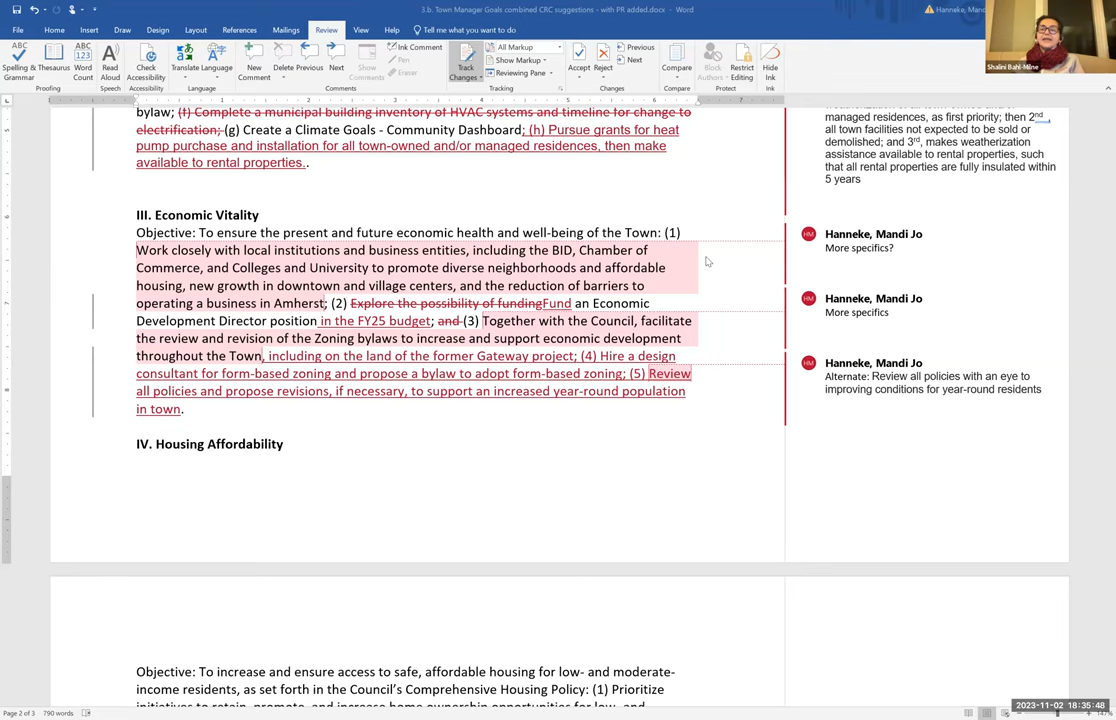 3.b. Town Manager Goals combined CRC suggestions - with PR added.docx - Word
Hanneke, Mandi
Shalini Bahl-Milne
File Home Insert Draw Design Layout References Mailings Review View Help Tell me what you want to do
Spelling & Grammar
Thesaurus
Word Count
Read Aloud
Check Accessibility
Translate
Language
New Comment
Delete
Previous
Next
Show Comments
Ink Comment
Pen
Eraser
Track Changes
All Markup
Show Markup
Reviewing Pane
Accept
Reject
Previous
Next
Compare
Block Authors
Restrict Editing
Hide Ink
Proofing Speech Accessibility Language Comments Tracking Changes Compare Protect Ink
bylaw; (f) Complete a municipal building inventory of HVAC systems and timeline for change to
electrification; (g) Create a Climate Goals - Community Dashboard; (h) Pursue grants for heat
pump purchase and installation for all town-owned and/or managed residences, then make
available to rental properties..
III. Economic Vitality
Objective: To ensure the present and future economic health and well-being of the Town: (1)
Work closely with local institutions and business entities, including the BID, Chamber of
Commerce, and Colleges and University to promote diverse neighborhoods and affordable
housing, new growth in downtown and village centers, and the reduction of barriers to
operating a business in Amherst; (2) Explore the possibility of fundingFund an Economic
Development Director position in the FY25 budget; and (3) Together with the Council, facilitate
the review and revision of the Zoning bylaws to increase and support economic development
throughout the Town, including on the land of the former Gateway project; (4) Hire a design
consultant for form-based zoning and propose a bylaw to adopt form-based zoning; (5) Review
all policies and propose revisions, if necessary, to support an increased year-round population
in town.
IV. Housing Affordability
Objective: To increase and ensure access to safe, affordable housing for low- and moderate-
income residents, as set forth in the Council's Comprehensive Housing Policy: (1) Prioritize
managed residences, as first priority; then 2nd,
all town facilities not expected to be sold or
demolished; and 3rd, makes weatherization
assistance available to rental properties, such
that all rental properties are fully insulated within
5 years
HM Hanneke, Mandi Jo
More specifics?
HM Hanneke, Mandi Jo
More specifics
HM Hanneke, Mandi Jo
Alternate: Review all policies with an eye to
improving conditions for year-round residents
Page 2 of 3 790 words
2023-11-02 18:35:48